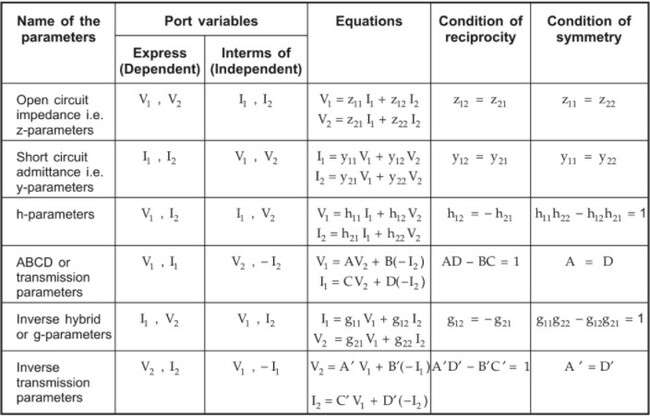 Name of the parameters | Port variables | Equations | Condition of reciprocity | Condition of symmetry
Express (Dependent) | Interms of (Independent)
Open circuit impedance i.e. z-parameters | V₁ , V₂ | I₁ , I₂ | V₁ = z₁₁ I₁ + z₁₂ I₂ | z₁₂ = z₂₁ | z₁₁ = z₂₂
V₂ = z₂₁ I₁ + z₂₂ I₂
Short circuit admittance i.e. y-parameters | I₁ , I₂ | V₁ , V₂ | I₁ = y₁₁ V₁ + y₁₂ V₂ | y₁₂ = y₂₁ | y₁₁ = y₂₂
I₂ = y₂₁ V₁ + y₂₂ V₂
h-parameters | V₁ , I₂ | I₁ , V₂ | V₁ = h₁₁ I₁ + h₁₂ V₂ | h₁₂ = − h₂₁ | h₁₁h₂₂ − h₁₂h₂₁ = 1
I₂ = h₂₁ I₁ + h₂₂ V₂
ABCD or transmission parameters | V₁ , I₁ | V₂ , − I₂ | V₁ = AV₂ + B(−I₂) | AD − BC = 1 | A = D
I₁ = CV₂ + D(−I₂)
Inverse hybrid or g-parameters | I₁ , V₂ | V₁ , I₂ | I₁ = g₁₁ V₁ + g₁₂ I₂ | g₁₂ = −g₂₁ | g₁₁g₂₂ − g₁₂g₂₁ = 1
V₂ = g₂₁ V₁ + g₂₂ I₂
Inverse transmission parameters | V₂ , I₂ | V₁ , − I₁ | V₂ = A′ V₁ + B′(−I₁) | A′D′ − B′C′ = 1 | A ′ = D′
I₂ = C′ V₁ + D′(−I₂)